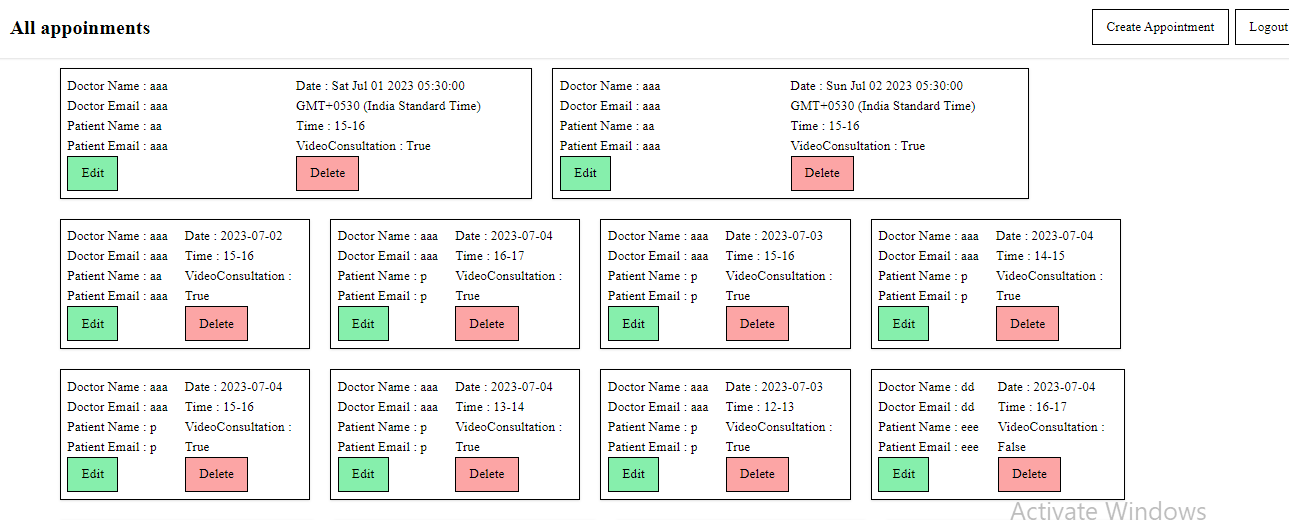 All appoinments
Create Appointment
Logout
Doctor Name : aaa
Doctor Email : aaa
Patient Name : aa
Patient Email : aaa
Date : Sat Jul 01 2023 05:30:00
GMT+0530 (India Standard Time)
Time : 15-16
VideoConsultation : True
Edit
Delete
Doctor Name : aaa
Doctor Email : aaa
Patient Name : aa
Patient Email : aaa
Date : Sun Jul 02 2023 05:30:00
GMT+0530 (India Standard Time)
Time : 15-16
VideoConsultation : True
Edit
Delete
Doctor Name : aaa
Doctor Email : aaa
Patient Name : aa
Patient Email : aaa
Date : 2023-07-02
Time : 15-16
VideoConsultation :
True
Edit
Delete
Doctor Name : aaa
Doctor Email : aaa
Patient Name : p
Patient Email : p
Date : 2023-07-04
Time : 16-17
VideoConsultation :
True
Edit
Delete
Doctor Name : aaa
Doctor Email : aaa
Patient Name : p
Patient Email : p
Date : 2023-07-03
Time : 15-16
VideoConsultation :
True
Edit
Delete
Doctor Name : aaa
Doctor Email : aaa
Patient Name : p
Patient Email : p
Date : 2023-07-04
Time : 14-15
VideoConsultation :
True
Edit
Delete
Doctor Name : aaa
Doctor Email : aaa
Patient Name : p
Patient Email : p
Date : 2023-07-04
Time : 15-16
VideoConsultation :
True
Edit
Delete
Doctor Name : aaa
Doctor Email : aaa
Patient Name : p
Patient Email : p
Date : 2023-07-04
Time : 13-14
VideoConsultation :
True
Edit
Delete
Doctor Name : aaa
Doctor Email : aaa
Patient Name : p
Patient Email : p
Date : 2023-07-03
Time : 12-13
VideoConsultation :
True
Edit
Delete
Doctor Name : dd
Doctor Email : dd
Patient Name : eee
Patient Email : eee
Date : 2023-07-04
Time : 16-17
VideoConsultation :
False
Edit
Delete
Activate Windows